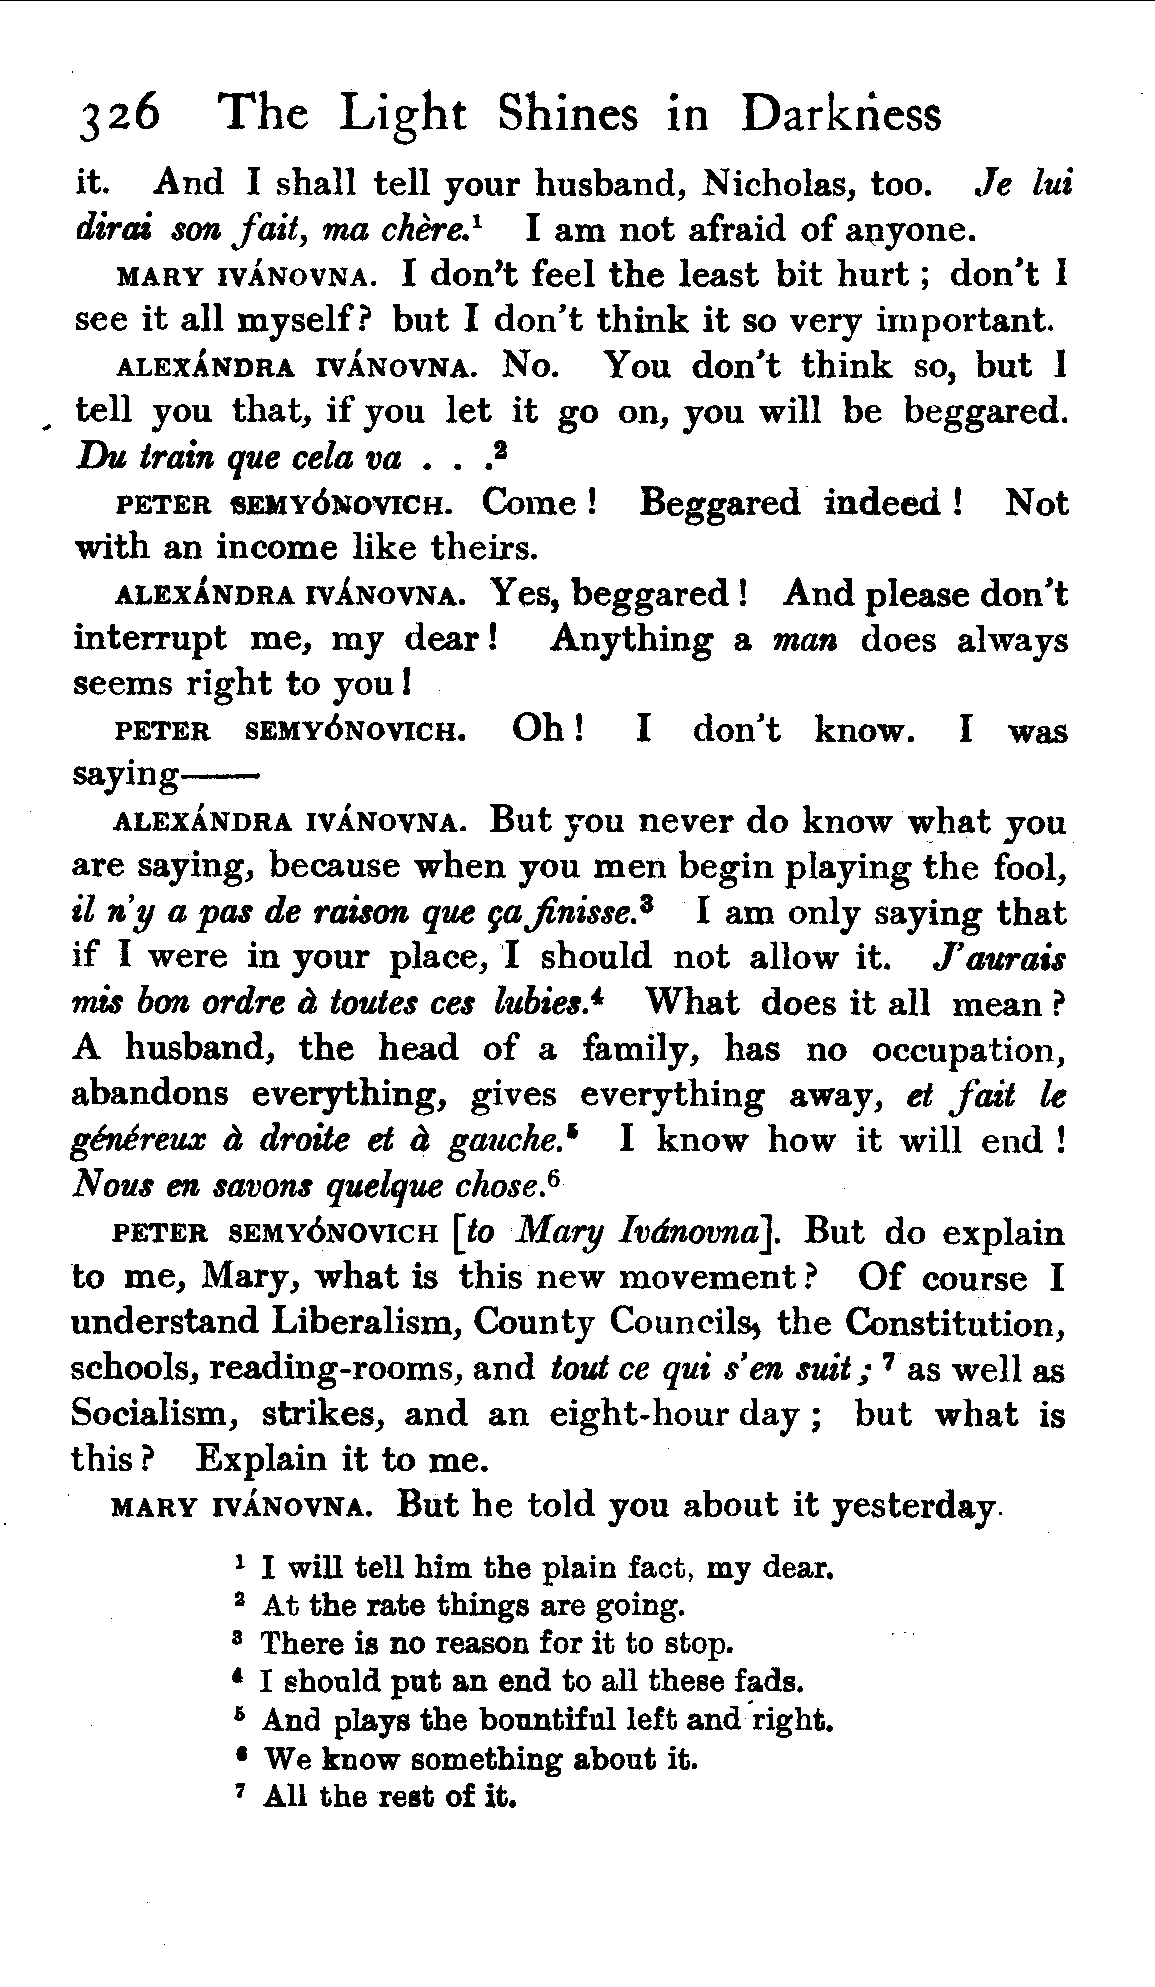 326 The Light Shines in Darkness
it. And I shall tell your husband, Nicholas, too. Je lui
dirai son fait, ma chère.¹ I am not afraid of anyone.
MARY IVÁNOVNA. I don't feel the least bit hurt ; don't I
see it all myself? but I don't think it so very important.
ALEXÁNDRA IVÁNOVNA. No. You don't think so, but I
tell you that, if you let it go on, you will be beggared.
Du train que cela va . . .²
PETER SEMYÓNOVICH. Come ! Beggared indeed ! Not
with an income like theirs.
ALEXÁNDRA IVÁNOVNA. Yes, beggared ! And please don't
interrupt me, my dear ! Anything a man does always
seems right to you !
PETER SEMYÓNOVICH. Oh ! I don't know. I was
saying——
ALEXÁNDRA IVÁNOVNA. But you never do know what you
are saying, because when you men begin playing the fool,
il n'y a pas de raison que ça finisse.³ I am only saying that
if I were in your place, I should not allow it. J'aurais
mis bon ordre à toutes ces lubies.⁴ What does it all mean ?
A husband, the head of a family, has no occupation,
abandons everything, gives everything away, et fait le
généreux à droite et à gauche.⁵ I know how it will end !
Nous en savons quelque chose.⁶
PETER SEMYÓNOVICH [to Mary Ivánovna]. But do explain
to me, Mary, what is this new movement ? Of course I
understand Liberalism, County Councils, the Constitution,
schools, reading-rooms, and tout ce qui s'en suit ; ⁷ as well as
Socialism, strikes, and an eight-hour day ; but what is
this ? Explain it to me.
MARY IVÁNOVNA. But he told you about it yesterday.
¹ I will tell him the plain fact, my dear.
² At the rate things are going.
³ There is no reason for it to stop.
⁴ I should put an end to all these fads.
⁵ And plays the bountiful left and right.
⁶ We know something about it.
⁷ All the rest of it.